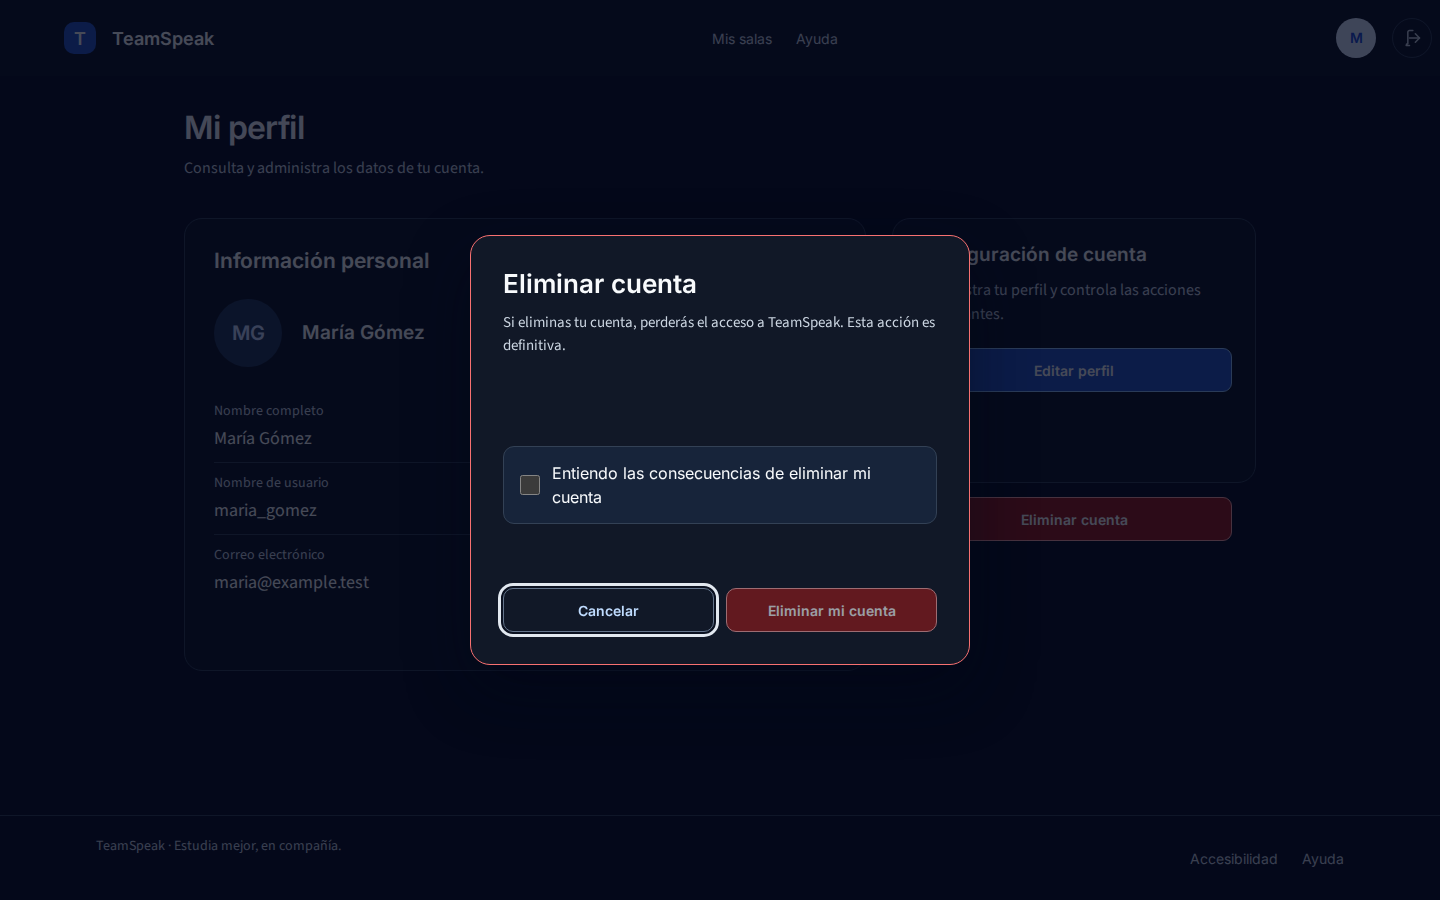 T TeamSpeak
Mis salas Ayuda
M
Mi perfil
Consulta y administra los datos de tu cuenta.
Información personal
MG
María Gómez
Nombre completo
María Gómez
Nombre de usuario
maria_gomez
Correo electrónico
maria@example.test
Eliminar cuenta
Si eliminas tu cuenta, perderás el acceso a TeamSpeak. Esta acción es
definitiva.
Entiendo las consecuencias de eliminar mi
cuenta
Cancelar
Eliminar mi cuenta
guración de cuenta
stra tu perfil y controla las acciones
ntes.
Editar perfil
Eliminar cuenta
TeamSpeak · Estudia mejor, en compañía.
Accesibilidad Ayuda